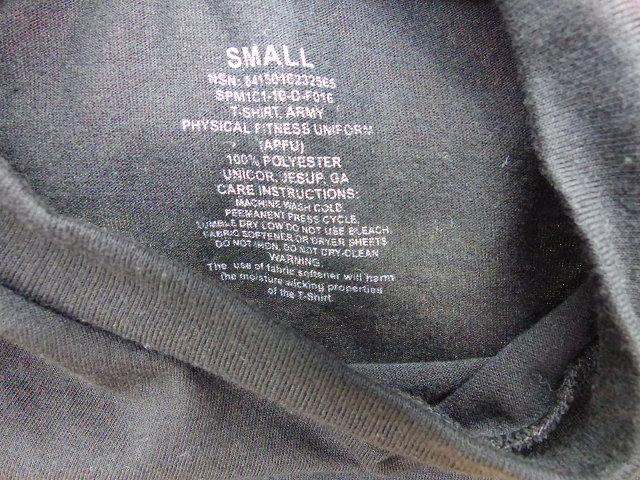 SMALL
NSN: 8415016232565
SPM1C1-10-D-F016
T-SHIRT, ARMY
PHYSICAL FITNESS UNIFORM
(APFU)
100% POLYESTER
UNICOR, JESUP, GA
CARE INSTRUCTIONS:
MACHINE WASH COLD,
PERMANENT PRESS CYCLE,
TUMBLE DRY LOW DO NOT USE BLEACH,
FABRIC SOFTENER OR DRYER SHEETS
DO NOT IRON, DO NOT DRY-CLEAN
WARNING:
The use of fabric softener will harm
the moisture wicking properties
of the T-Shirt.